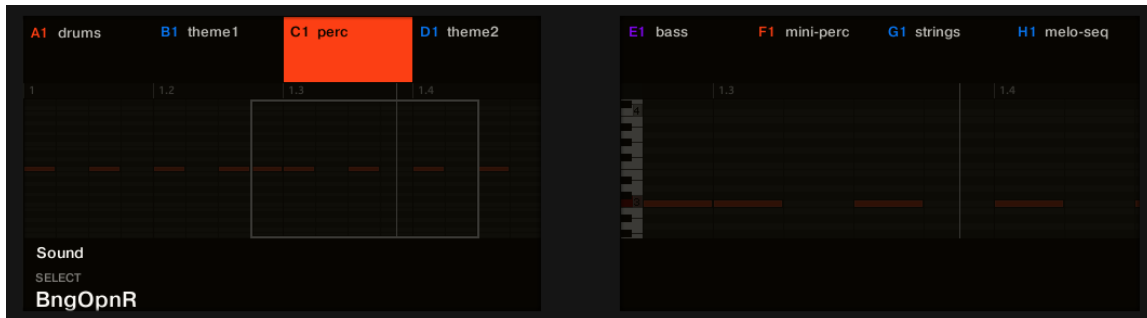 A1 drums B1 theme1 C1 perc D1 theme2
1 1.2 1.3 1.4
Sound
SELECT
BngOpnR
E1 bass F1 mini-perc G1 strings H1 melo-seq
1.3 1.4